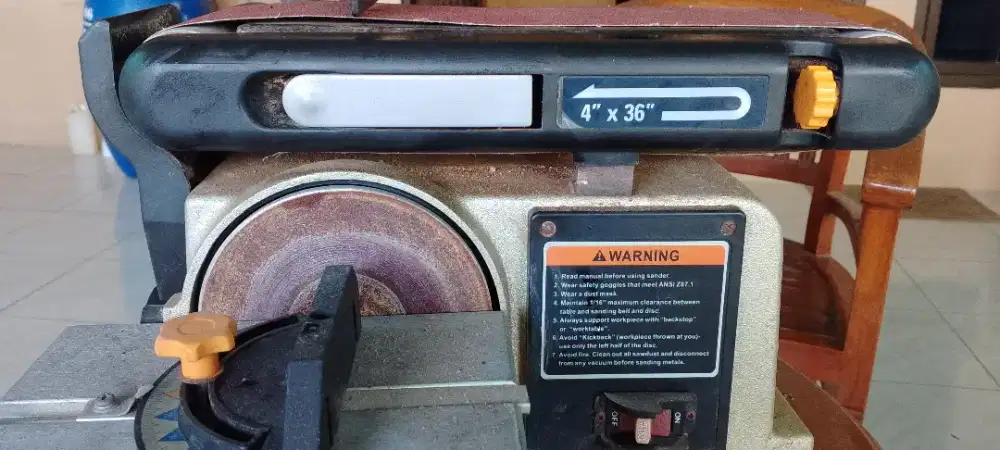 4" x 36"
WARNING
1. Read manual before using sander.
2. Wear safety goggles that meet ANSI Z87.1
3. Wear a dust mask.
4. Maintain 1/16" maximum clearance between
table and sanding belt and disc.
5. Always support workpiece with "backstop"
or "worktable".
6. Avoid "Kickback" (workpiece thrown at you)-
use only the left half of the disc.
7. Avoid fire. Clean out all sawdust and disconnect
from any vacuum before sanding metals.
OFF
ON